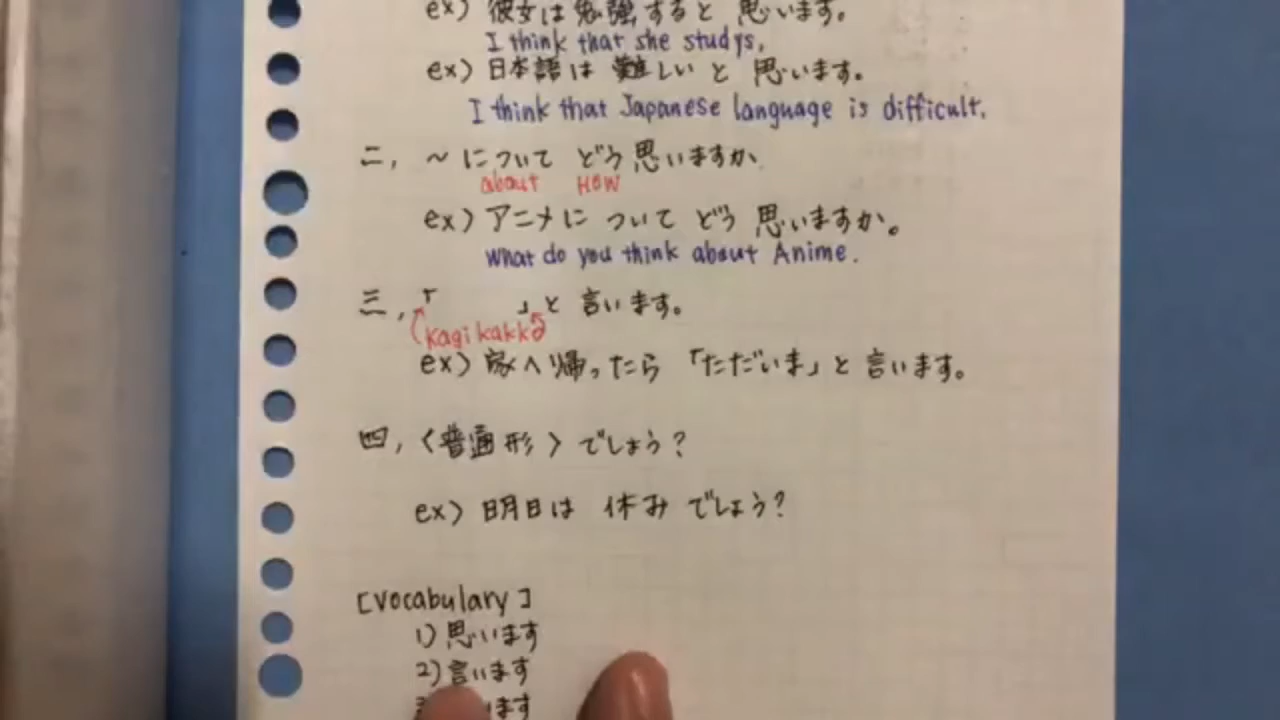 ex) 彼女は勉強すると思います。
I think that she studys.
ex) 日本語は 難しい と 思います。
I think that Japanese language is difficult.
二, ～について どう思いますか.
about How
ex) アニメに ついて どう 思いますか。
What do you think about Anime.
三, 「 」と 言います。
kagi kakko
ex) 家へ帰ったら 「ただいま」と 言います。
四, 〈普通形〉でしょう?
ex) 明日は 休み でしょう?
[Vocabulary]
1) 思います
2) 言います
います